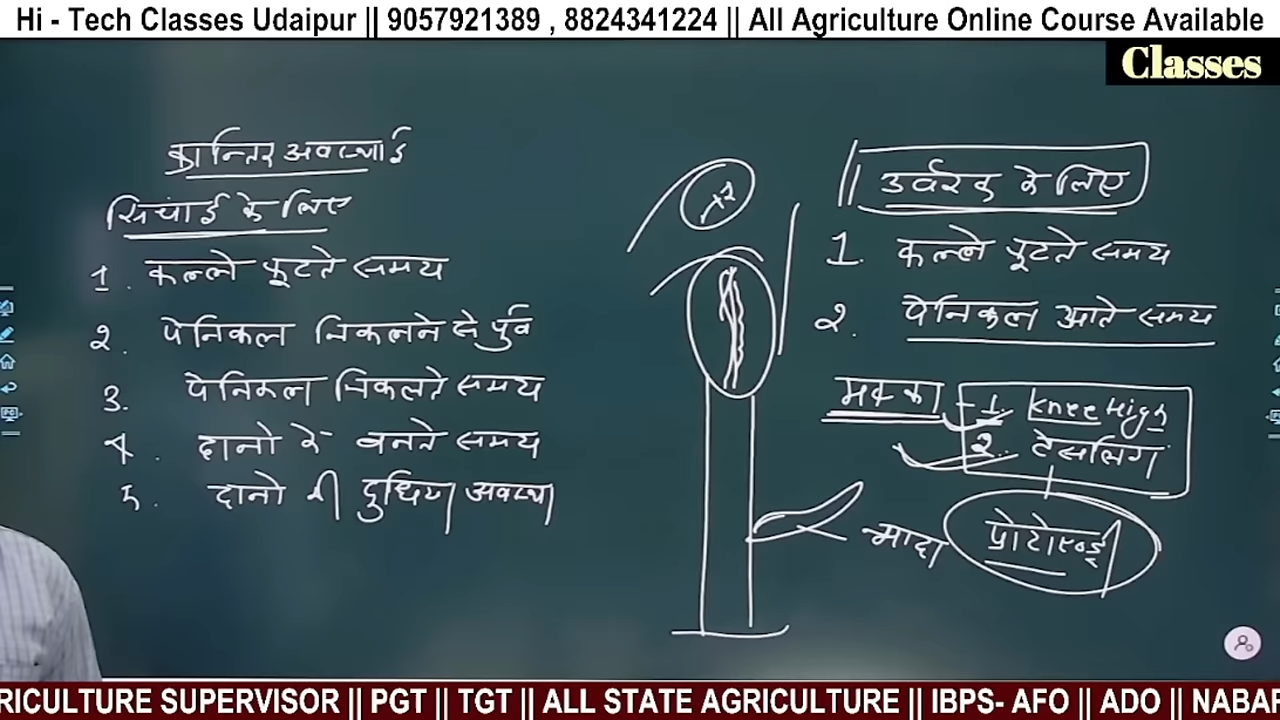 Hi - Tech Classes Udaipur || 9057921389 , 8824341224 || All Agriculture Online Course Available
Classes
क्रान्तिक अवस्थाई
सिंचाई के लिए
1. कल्ले फूटते समय
2. पेनिकल निकलने से पुर्व
3. पेनिकल निकलते समय
4. दानो के बनते समय
5. दानो की दुधिया अवस्था
उर्वरक के लिए
1. कल्ले फूटते समय
2. पेनिकल आते समय
मक्का
1. Knee High
2. टेसलिंग
मादा
प्रोटोएन्ड्री
RICULTURE SUPERVISOR || PGT || TGT || ALL STATE AGRICULTURE || IBPS- AFO || ADO || NABAR